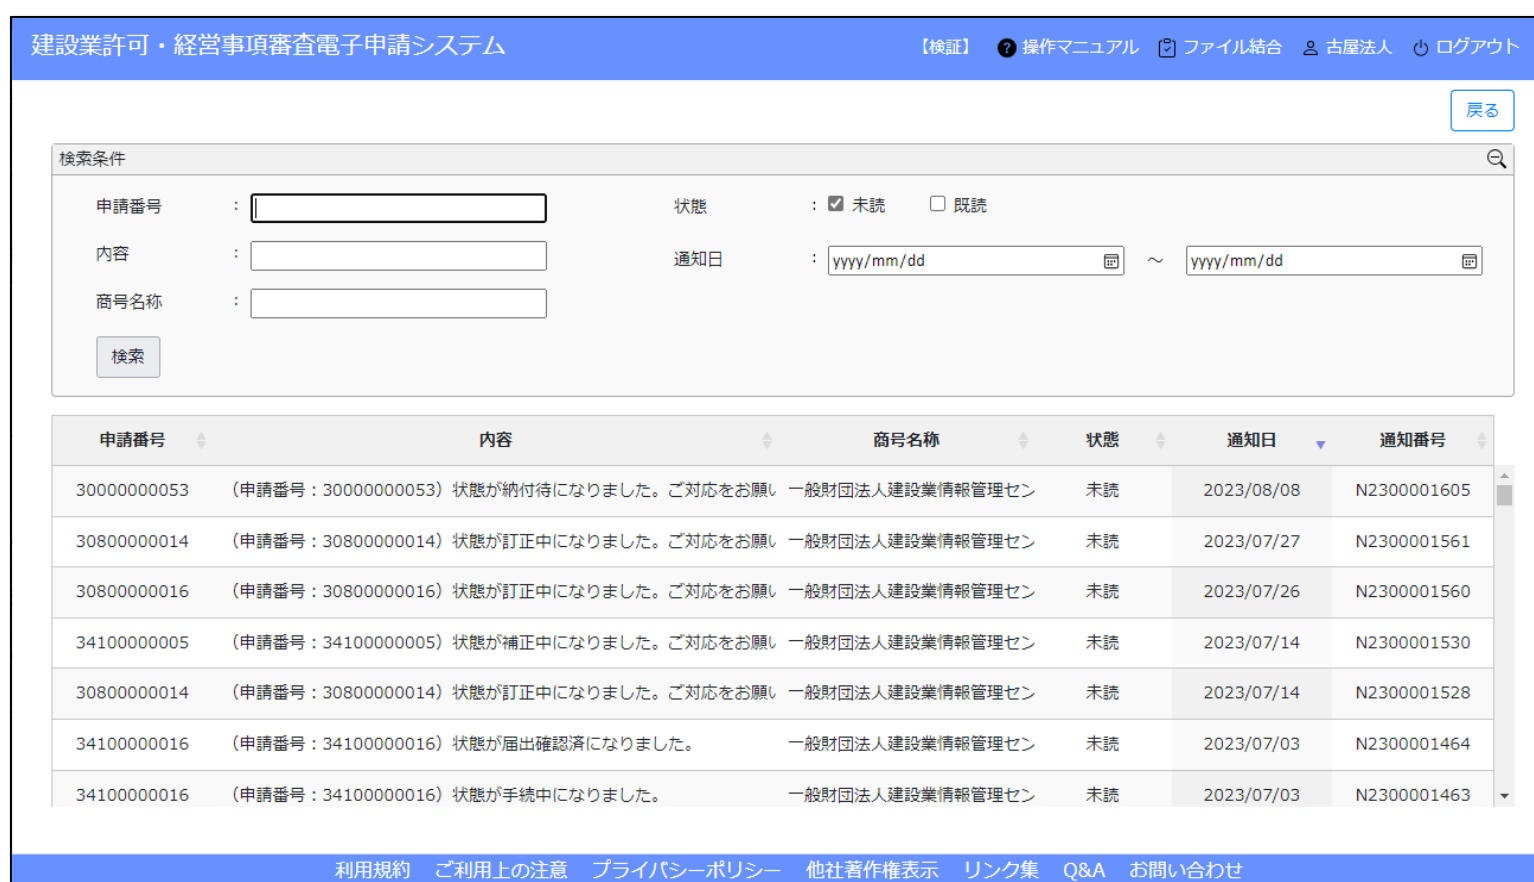 建設業許可・経営事項審査電子申請システム 【検証】 操作マニュアル ファイル結合 古屋法人 ログアウト
戻る
検索条件
申請番号 : 状態 : 未読 既読
内容 : 通知日 : yyyy/mm/dd ～ yyyy/mm/dd
商号名称 :
検索
申請番号 内容 商号名称 状態 通知日 通知番号
30000000053 （申請番号：30000000053）状態が納付待になりました。ご対応をお願い 一般財団法人建設業情報管理セン 未読 2023/08/08 N2300001605
30800000014 （申請番号：30800000014）状態が訂正中になりました。ご対応をお願い 一般財団法人建設業情報管理セン 未読 2023/07/27 N2300001561
30800000016 （申請番号：30800000016）状態が訂正中になりました。ご対応をお願い 一般財団法人建設業情報管理セン 未読 2023/07/26 N2300001560
34100000005 （申請番号：34100000005）状態が補正中になりました。ご対応をお願い 一般財団法人建設業情報管理セン 未読 2023/07/14 N2300001530
30800000014 （申請番号：30800000014）状態が訂正中になりました。ご対応をお願い 一般財団法人建設業情報管理セン 未読 2023/07/14 N2300001528
34100000016 （申請番号：34100000016）状態が届出確認済になりました。 一般財団法人建設業情報管理セン 未読 2023/07/03 N2300001464
34100000016 （申請番号：34100000016）状態が手続中になりました。 一般財団法人建設業情報管理セン 未読 2023/07/03 N2300001463
利用規約 ご利用上の注意 プライバシーポリシー 他社著作権表示 リンク集 Q&A お問い合わせ